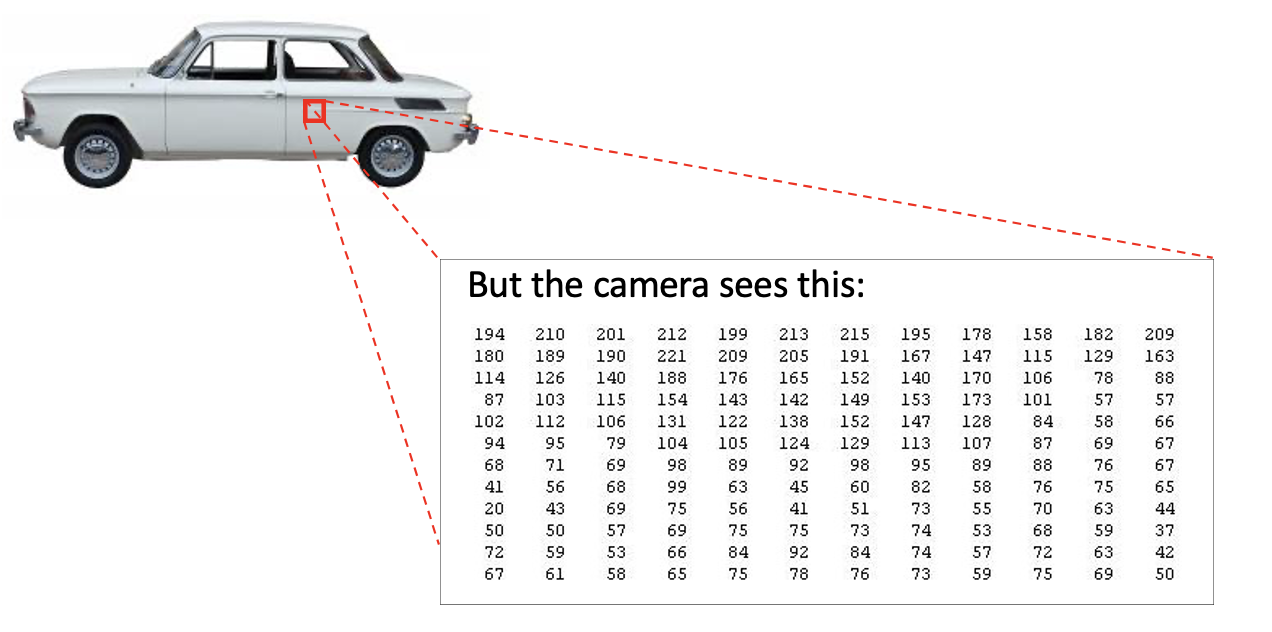 But the camera sees this:
194 210 201 212 199 213 215 195 178 158 182 209
180 189 190 221 209 205 191 167 147 115 129 163
114 126 140 188 176 165 152 140 170 106 78 88
87 103 115 154 143 142 149 153 173 101 57 57
102 112 106 131 122 138 152 147 128 84 58 66
94 95 79 104 105 124 129 113 107 87 69 67
68 71 69 98 89 92 98 95 89 88 76 67
41 56 68 99 63 45 60 82 58 76 75 65
20 43 69 75 56 41 51 73 55 70 63 44
50 50 57 69 75 75 73 74 53 68 59 37
72 59 53 66 84 92 84 74 57 72 63 42
67 61 58 65 75 78 76 73 59 75 69 50